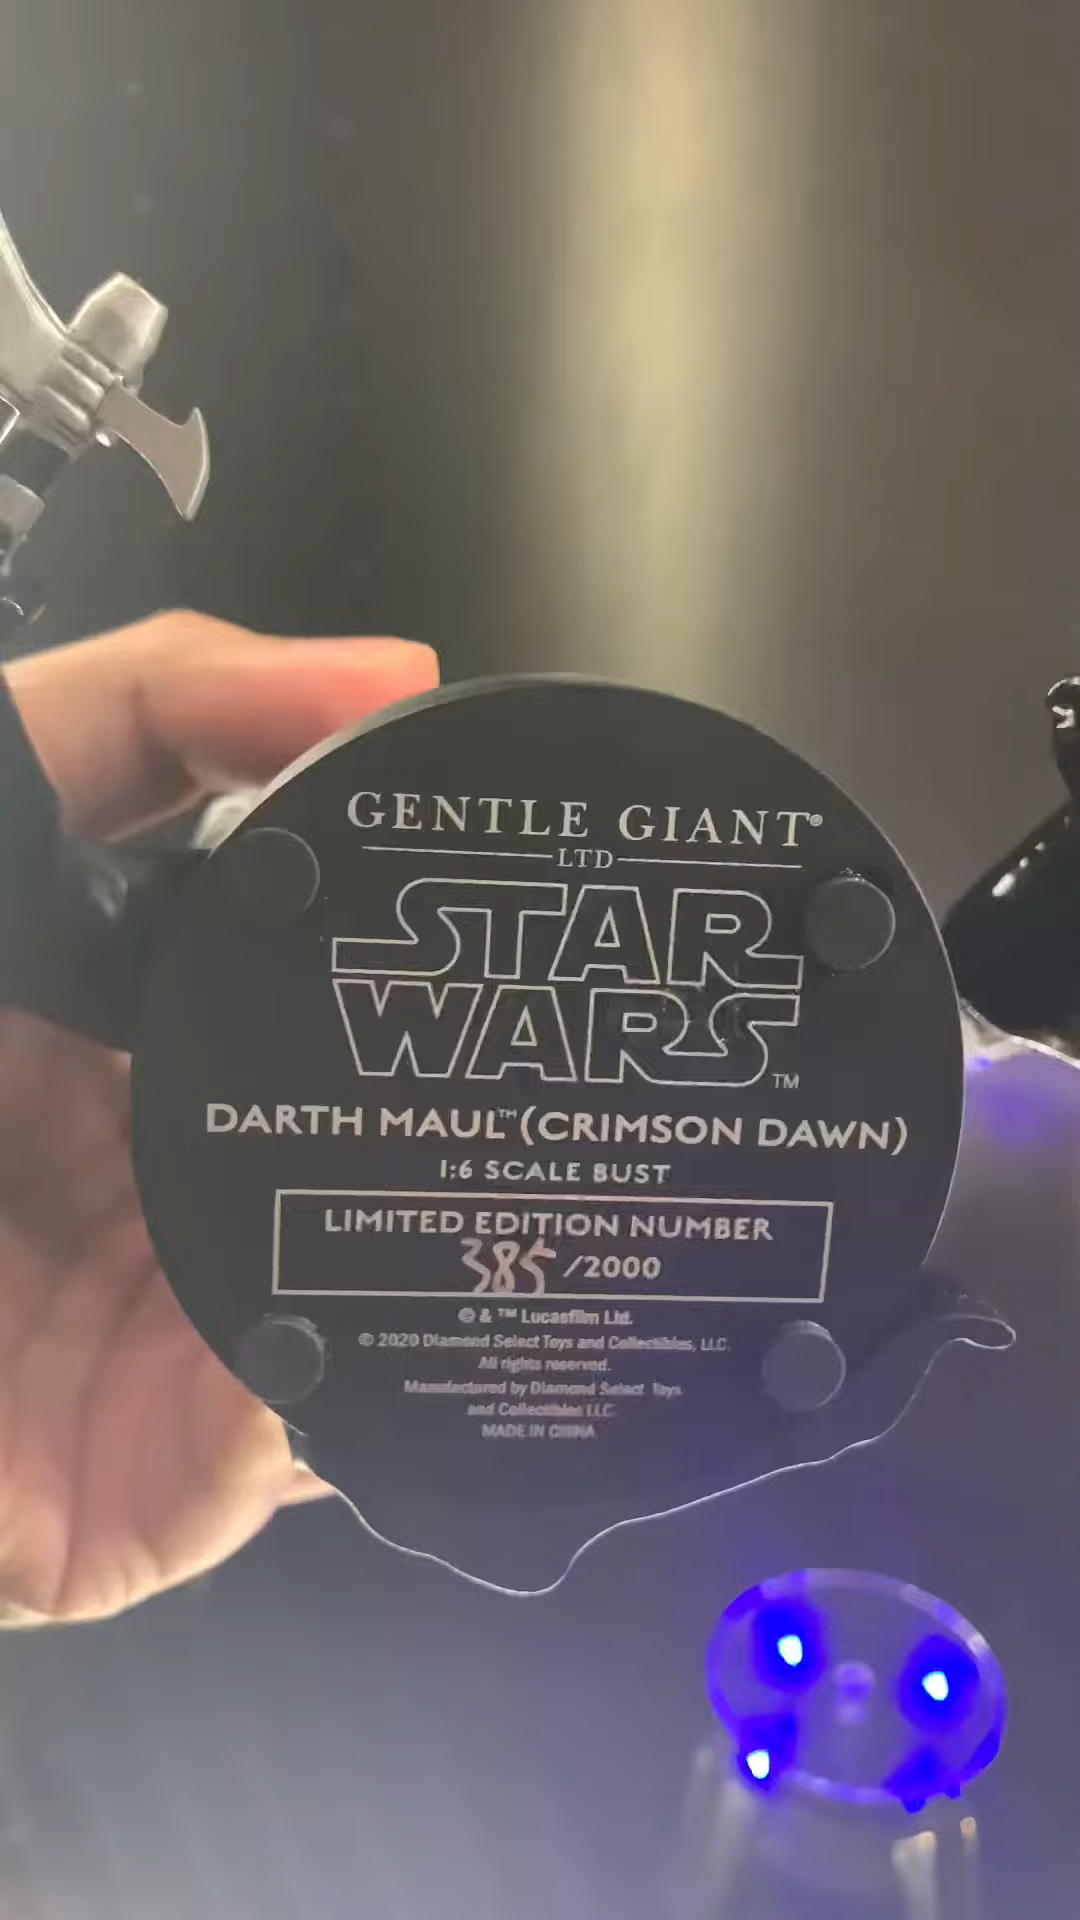 GENTLE GIANT®
LTD
STAR
WARS™
DARTH MAUL™ (CRIMSON DAWN)
1:6 SCALE BUST
LIMITED EDITION NUMBER
385 /2000
© & ™ Lucasfilm Ltd.
© 2020 Diamond Select Toys and Collectibles, LLC.
All rights reserved.
Manufactured by Diamond Select Toys
and Collectibles LLC
MADE IN CHINA